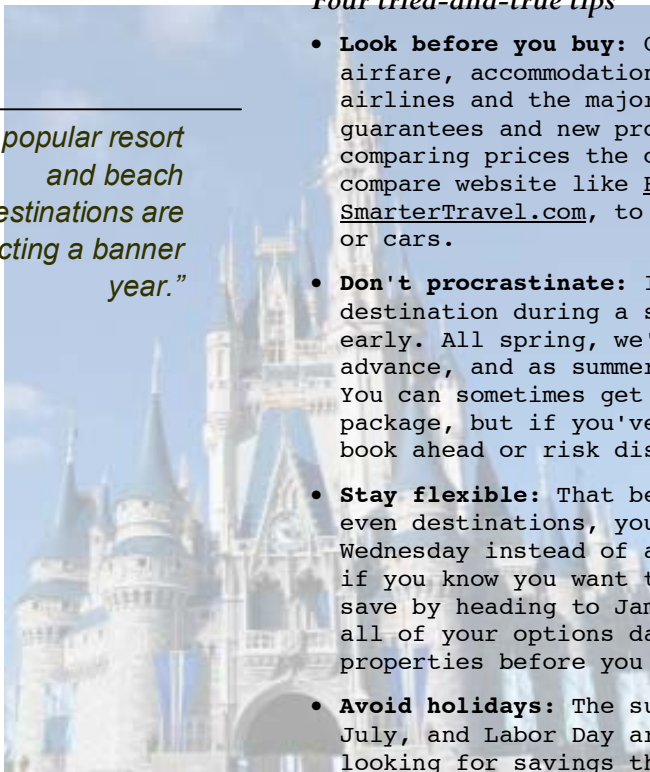 Four tried-and-true tips
popular resort
and beach
estinations are
cting a banner
year.”
• Look before you buy:
airfare, accommodation
airlines and the major
guarantees and new pro
comparing prices the
compare website like
SmarterTravel.com, to
or cars.
• Don't procrastinate:
destination during a s
early. All spring, we'
advance, and as summer
You can sometimes get
package, but if you've
book ahead or risk dis
• Stay flexible: That be
even destinations, you
Wednesday instead of a
if you know you want t
save by heading to Jam
all of your options da
properties before you
• Avoid holidays: The su
July, and Labor Day ar
looking for savings th